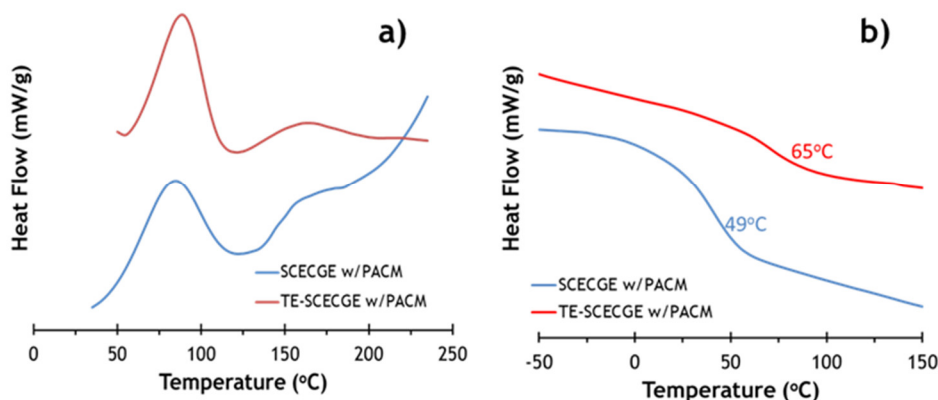 a)
Heat Flow (mW/g)
SCECGE w/PACM
TE-SCECGE w/PACM
0 50 100 150 200 250
Temperature (ºC)
b)
Heat Flow (mW/g)
65ºC
49ºC
SCECGE w/PACM
TE-SCECGE w/PACM
-50 0 50 100 150
Temperature (ºC)